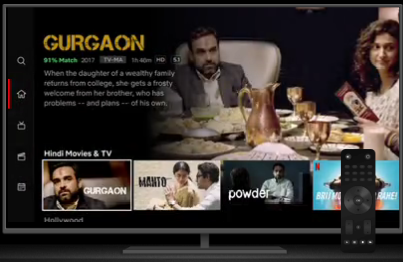 GURGAON
91% Match 2017 TV-MA 1h 46m HD 5.1
When the daughter of a wealthy family
returns from college, she gets a frosty
welcome from her brother, who has
problems -- and plans -- of his own.
Hindi Movies & TV
GURGAON
MANTO
powder
N
Hollywood